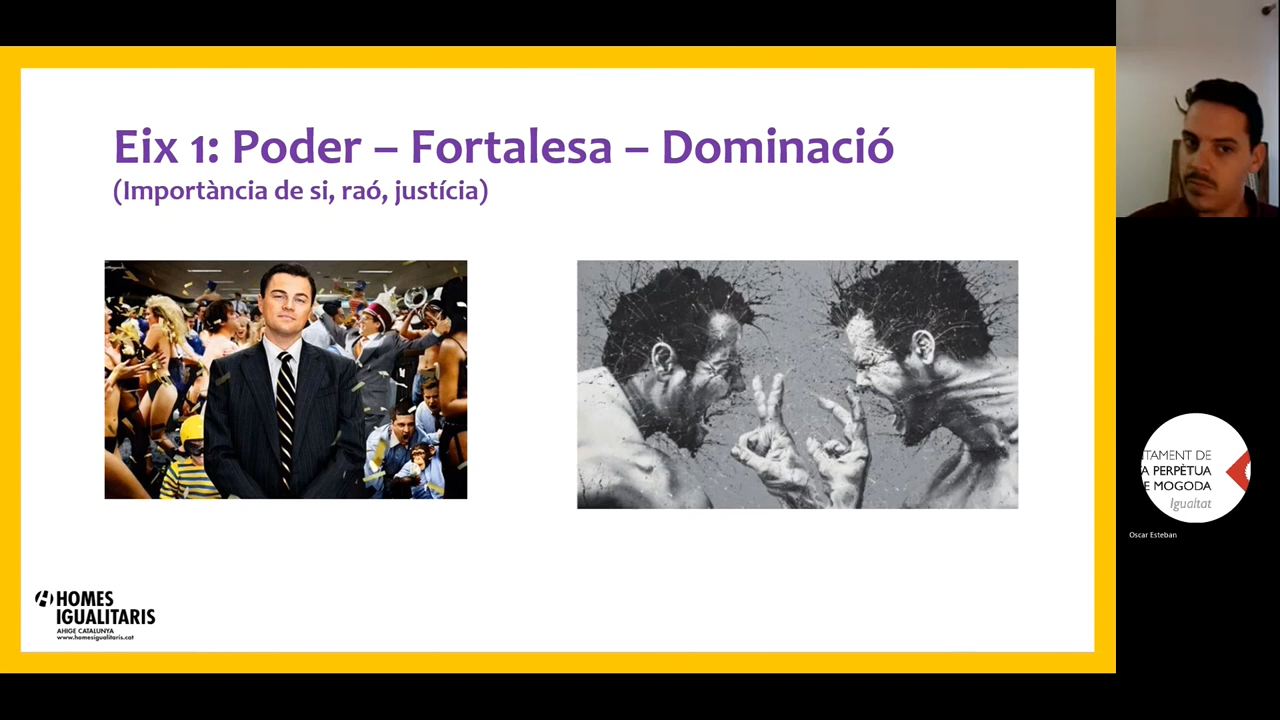 Eix 1: Poder – Fortalesa – Dominació
(Importància de si, raó, justícia)
HOMES
IGUALITARIS
AHIGE CATALUNYA
www.homesigualitaris.cat
TAMENT DE
A PERPÈTUA
E MOGODA
Igualtat
Oscar Esteban